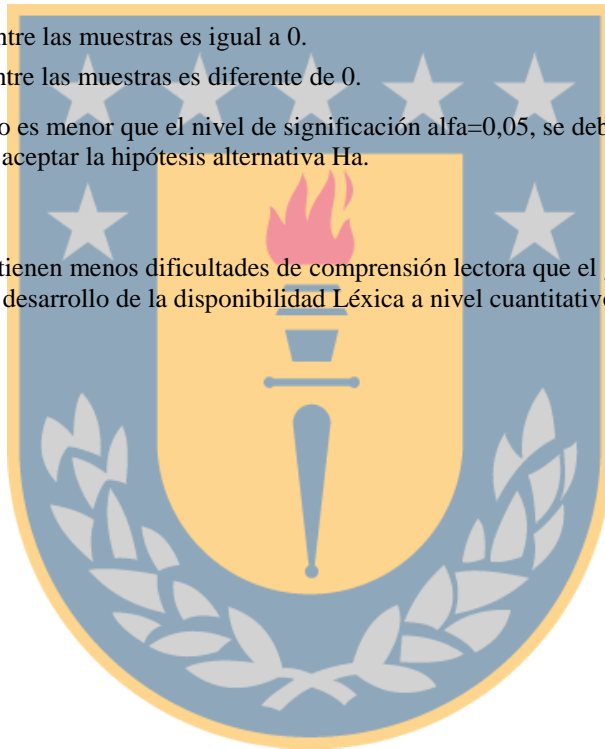 ntre las muestras es igual a 0.
ntre las muestras es diferente de 0.
o es menor que el nivel de significación alfa=0,05, se deb
aceptar la hipótesis alternativa Ha.
tienen menos dificultades de comprensión lectora que el
desarrollo de la disponibilidad Léxica a nivel cuantitativo